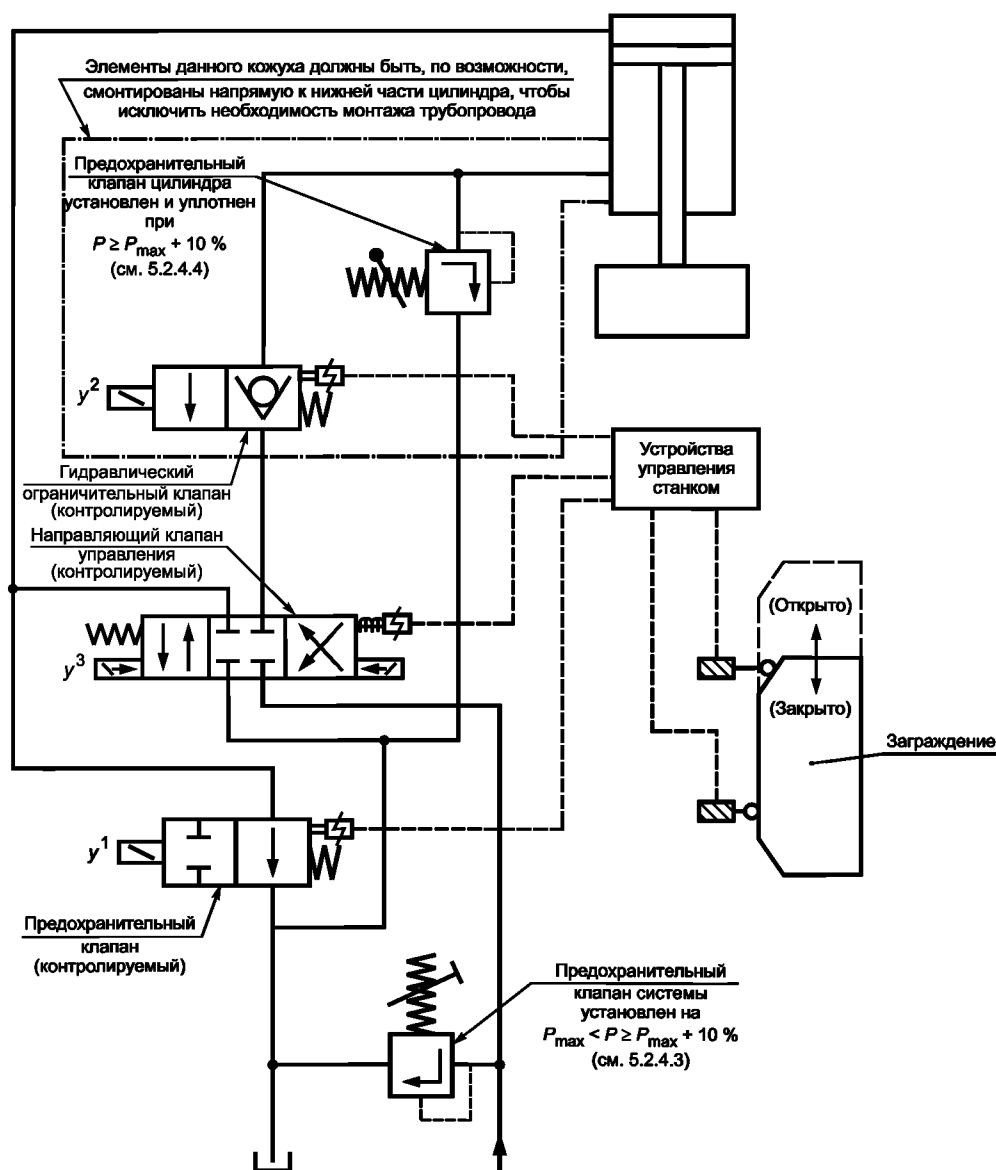 Элементы данного кожуха должны быть, по возможности,
смонтированы напрямую к нижней части цилиндра, чтобы
исключить необходимость монтажа трубопровода
Предохранительный
клапан цилиндра
установлен и уплотнен
при
P ≥ Pmax + 10 %
(см. 5.2.4.4)
y²
Гидравлический
ограничительный клапан
(контролируемый)
Устройства
управления
станком
Направляющий клапан
управления
(контролируемый)
y³
(Открыто)
(Закрыто)
Заграждение
y¹
Предохранительный
клапан
(контролируемый)
Предохранительный
клапан системы
установлен на
Pmax < P ≥ Pmax + 10 %
(см. 5.2.4.3)